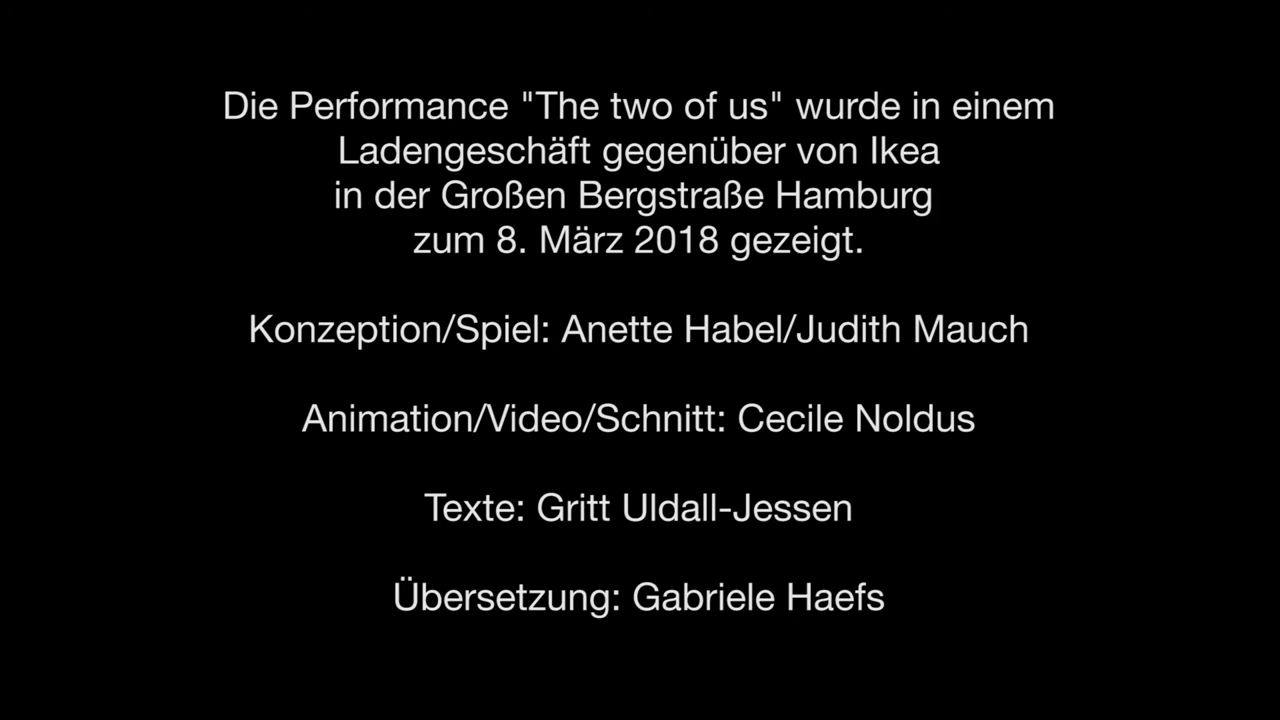 Die Performance "The two of us" wurde in einem
Ladengeschäft gegenüber von Ikea
in der Großen Bergstraße Hamburg
zum 8. März 2018 gezeigt.
Konzeption/Spiel: Anette Habel/Judith Mauch
Animation/Video/Schnitt: Cecile Noldus
Texte: Gritt Uldall-Jessen
Übersetzung: Gabriele Haefs